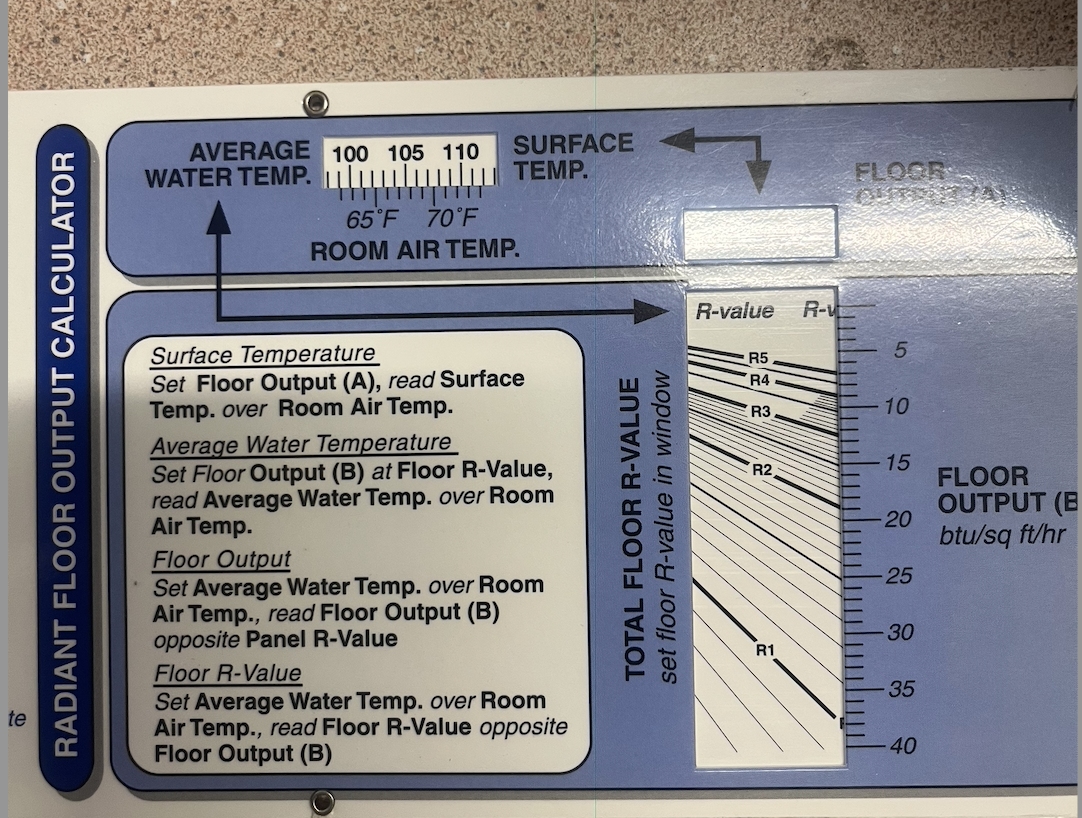 RADIANT FLOOR OUTPUT CALCULATOR
AVERAGE
WATER TEMP.
100 105 110
SURFACE
TEMP.
65°F 70°F
ROOM AIR TEMP.
FLOOR
OUTPUT (A)
Surface Temperature
Set Floor Output (A), read Surface
Temp. over Room Air Temp.
Average Water Temperature
Set Floor Output (B) at Floor R-Value,
read Average Water Temp. over Room
Air Temp.
Floor Output
Set Average Water Temp. over Room
Air Temp., read Floor Output (B)
opposite Panel R-Value
Floor R-Value
Set Average Water Temp. over Room
Air Temp., read Floor R-Value opposite
Floor Output (B)
te
TOTAL FLOOR R-VALUE
set floor R-value in window
R-value R-v
R5
R4
R3
R2
R1
5
10
15
20
25
30
35
40
FLOOR
OUTPUT (B
btu/sq ft/hr